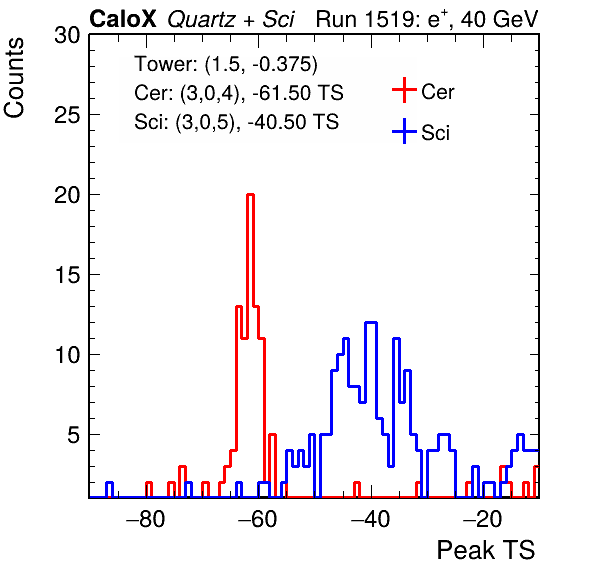 CaloX Quartz + Sci Run 1519: e⁺, 40 GeV
Counts
30
25
20
15
10
5
Tower: (1.5, -0.375)
Cer: (3,0,4), -61.50 TS
Sci: (3,0,5), -40.50 TS
Cer
Sci
−80 −60 −40 −20
Peak TS